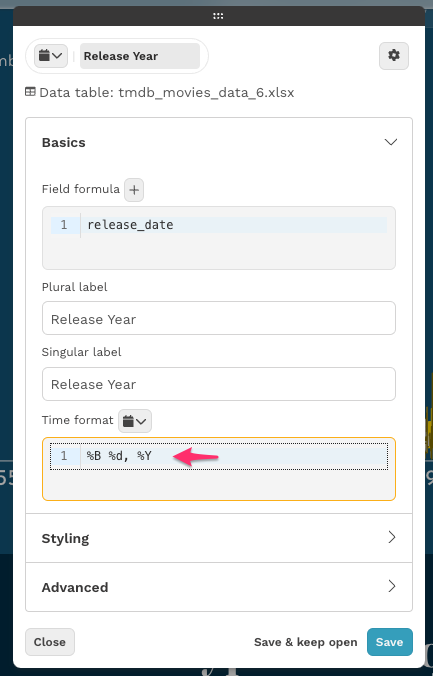 Release Year
Data table: tmdb_movies_data_6.xlsx
Basics
Field formula +
1 release_date
Plural label
Release Year
Singular label
Release Year
Time format
1 %B %d, %Y
Styling
Advanced
Close Save & keep open Save